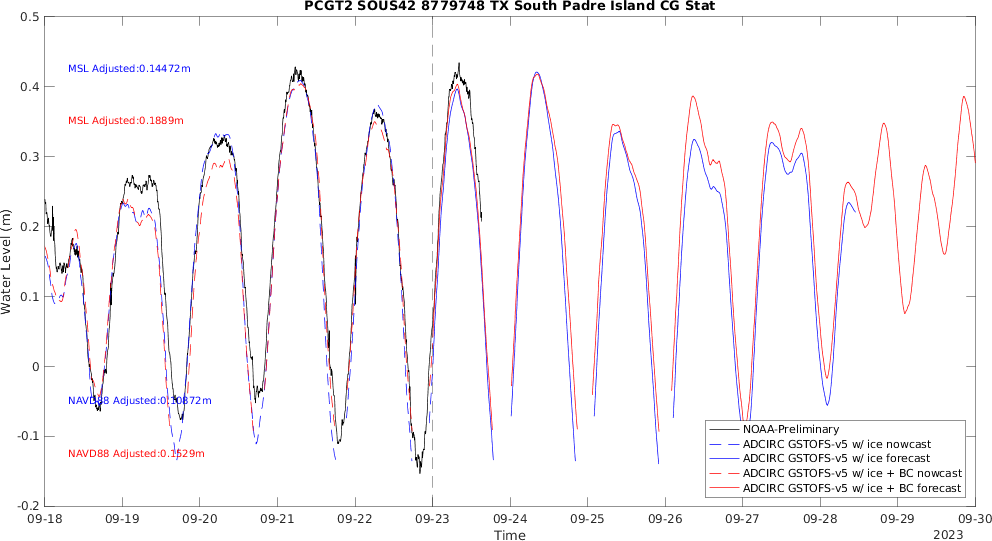 PCGT2 SOUS42 8779748 TX South Padre Island CG Stat
0.5
0.4
0.3
0.2
0.1
0
-0.1
-0.2
Water Level (m)
MSL Adjusted:0.14472m
MSL Adjusted:0.1889m
NAVD88 Adjusted:0.10872m
NAVD88 Adjusted:0.1529m
NOAA-Preliminary
ADCIRC GSTOFS-v5 w/ ice nowcast
ADCIRC GSTOFS-v5 w/ ice forecast
ADCIRC GSTOFS-v5 w/ ice + BC nowcast
ADCIRC GSTOFS-v5 w/ ice + BC forecast
09-18 09-19 09-20 09-21 09-22 09-23 09-24 09-25 09-26 09-27 09-28 09-29 09-30
Time
2023